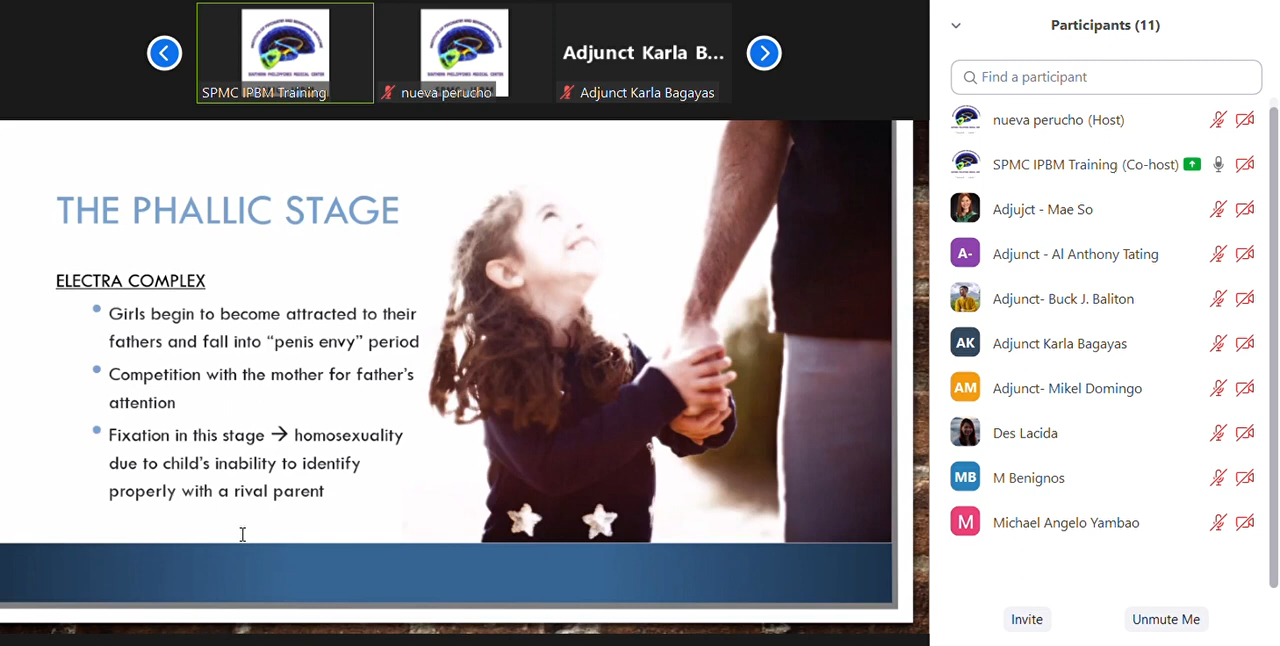 Adjunct Karla B...
SPMC IPBM Training
nueva perucho
Adjunct Karla Bagayas
THE PHALLIC STAGE
ELECTRA COMPLEX
• Girls begin to become attracted to their
fathers and fall into “penis envy” period
• Competition with the mother for father’s
attention
• Fixation in this stage → homosexuality
due to child’s inability to identify
properly with a rival parent
Participants (11)
Find a participant
nueva perucho (Host)
SPMC IPBM Training (Co-host)
Adjujct - Mae So
A- Adjunct - Al Anthony Tating
Adjunct- Buck J. Baliton
AK Adjunct Karla Bagayas
AM Adjunct- Mikel Domingo
Des Lacida
MB M Benignos
M Michael Angelo Yambao
Invite Unmute Me